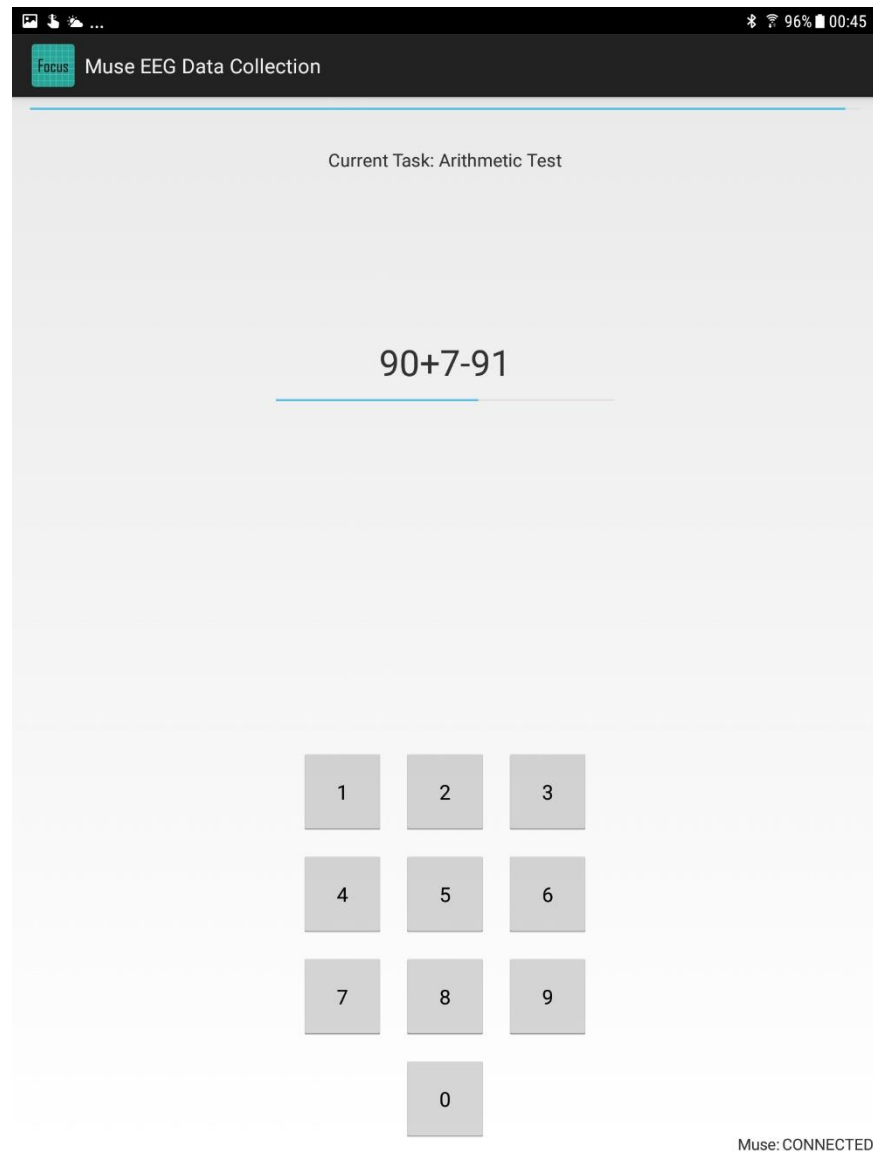 ... 96% 00:45
Focus Muse EEG Data Collection
Current Task: Arithmetic Test
90+7-91
1 2 3
4 5 6
7 8 9
0
Muse: CONNECTED